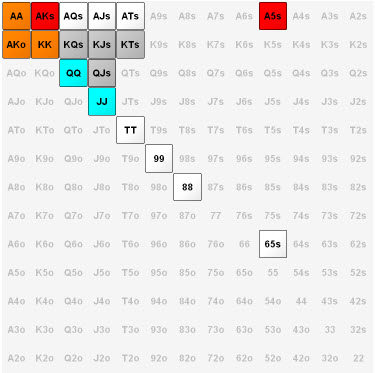 AA AKs AQs AJs ATs A9s A8s A7s A6s A5s A4s A3s A2s
AKo KK KQs KJs KTs K9s K8s K7s K6s K5s K4s K3s K2s
AQo KQo QQ QJs QTs Q9s Q8s Q7s Q6s Q5s Q4s Q3s Q2s
AJo KJo QJo JJ JTs J9s J8s J7s J6s J5s J4s J3s J2s
ATo KTo QTo JTo TT T9s T8s T7s T6s T5s T4s T3s T2s
A9o K9o Q9o J9o T9o 99 98s 97s 96s 95s 94s 93s 92s
A8o K8o Q8o J8o T8o 98o 88 87s 86s 85s 84s 83s 82s
A7o K7o Q7o J7o T7o 97o 87o 77 76s 75s 74s 73s 72s
A6o K6o Q6o J6o T6o 96o 86o 76o 66 65s 64s 63s 62s
A5o K5o Q5o J5o T5o 95o 85o 75o 65o 55 54s 53s 52s
A4o K4o Q4o J4o T4o 94o 84o 74o 64o 54o 44 43s 42s
A3o K3o Q3o J3o T3o 93o 83o 73o 63o 53o 43o 33 32s
A2o K2o Q2o J2o T2o 92o 82o 72o 62o 52o 42o 32o 22